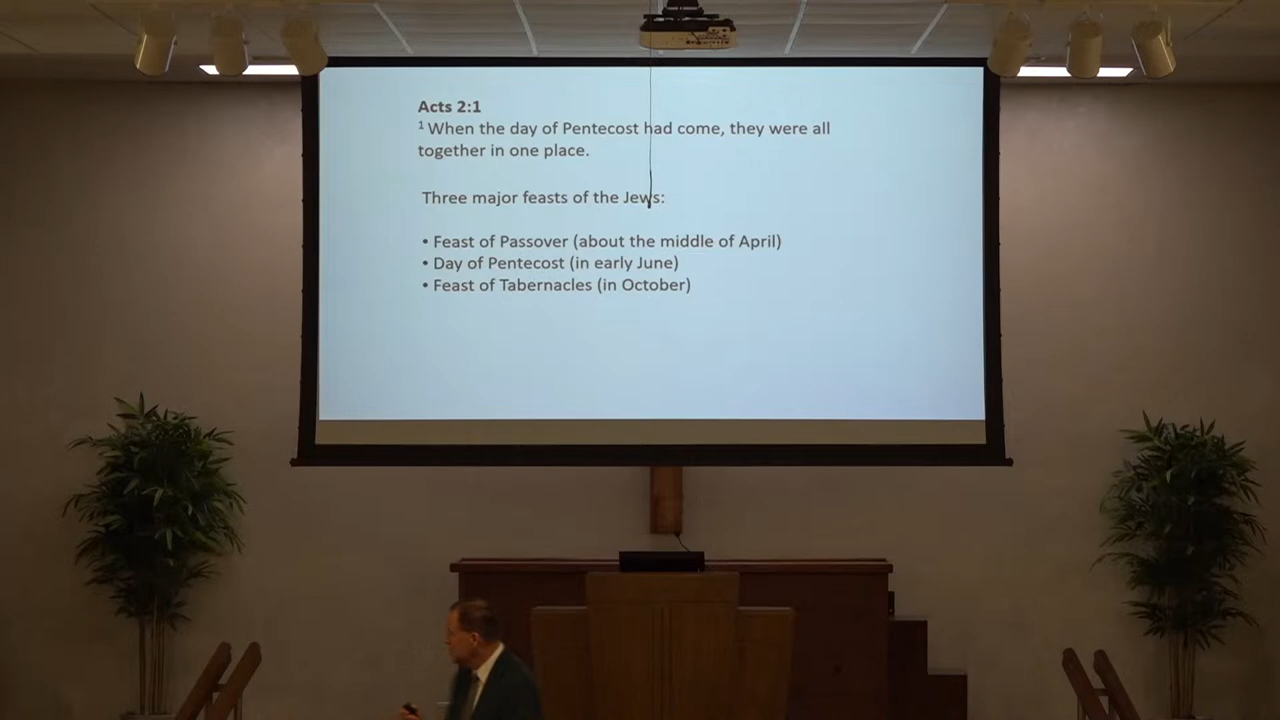 Acts 2:1
1 When the day of Pentecost had come, they were all
together in one place.
Three major feasts of the Jews:
• Feast of Passover (about the middle of April)
• Day of Pentecost (in early June)
• Feast of Tabernacles (in October)